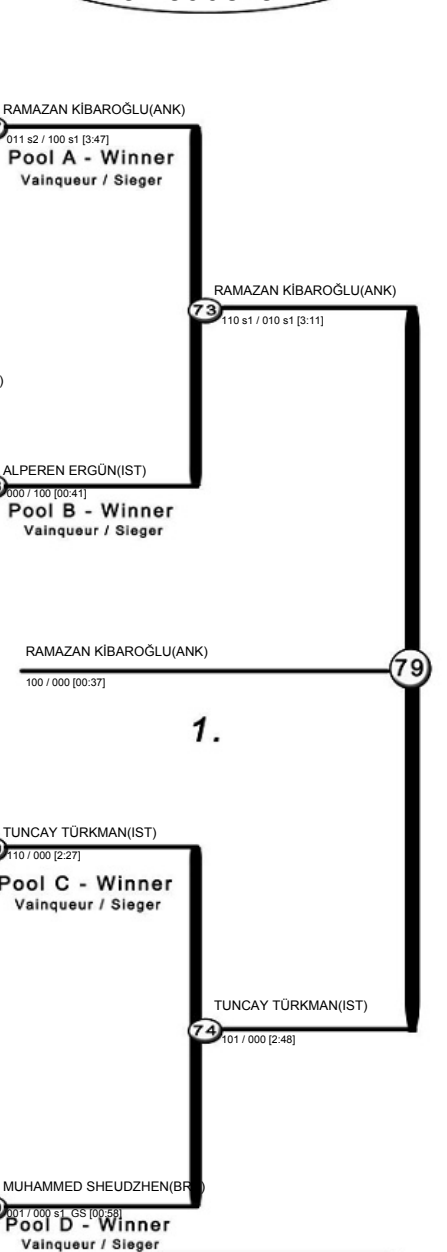 RAMAZAN KİBAROĞLU(ANK)
011 s2 / 100 s1 [3:47]
Pool A - Winner
Vainqueur / Sieger
RAMAZAN KİBAROĞLU(ANK)
73
110 s1 / 010 s1 [3:11]
)
ALPEREN ERGÜN(IST)
000 / 100 [00:41]
Pool B - Winner
Vainqueur / Sieger
RAMAZAN KİBAROĞLU(ANK)
79
100 / 000 [00:37]
1.
TUNCAY TÜRKMAN(IST)
110 / 000 [2:27]
Pool C - Winner
Vainqueur / Sieger
TUNCAY TÜRKMAN(IST)
74
101 / 000 [2:48]
MUHAMMED SHEUDZHEN(BR
001 / 000 s1 GS [00:58]
Pool D - Winner
Vainqueur / Sieger